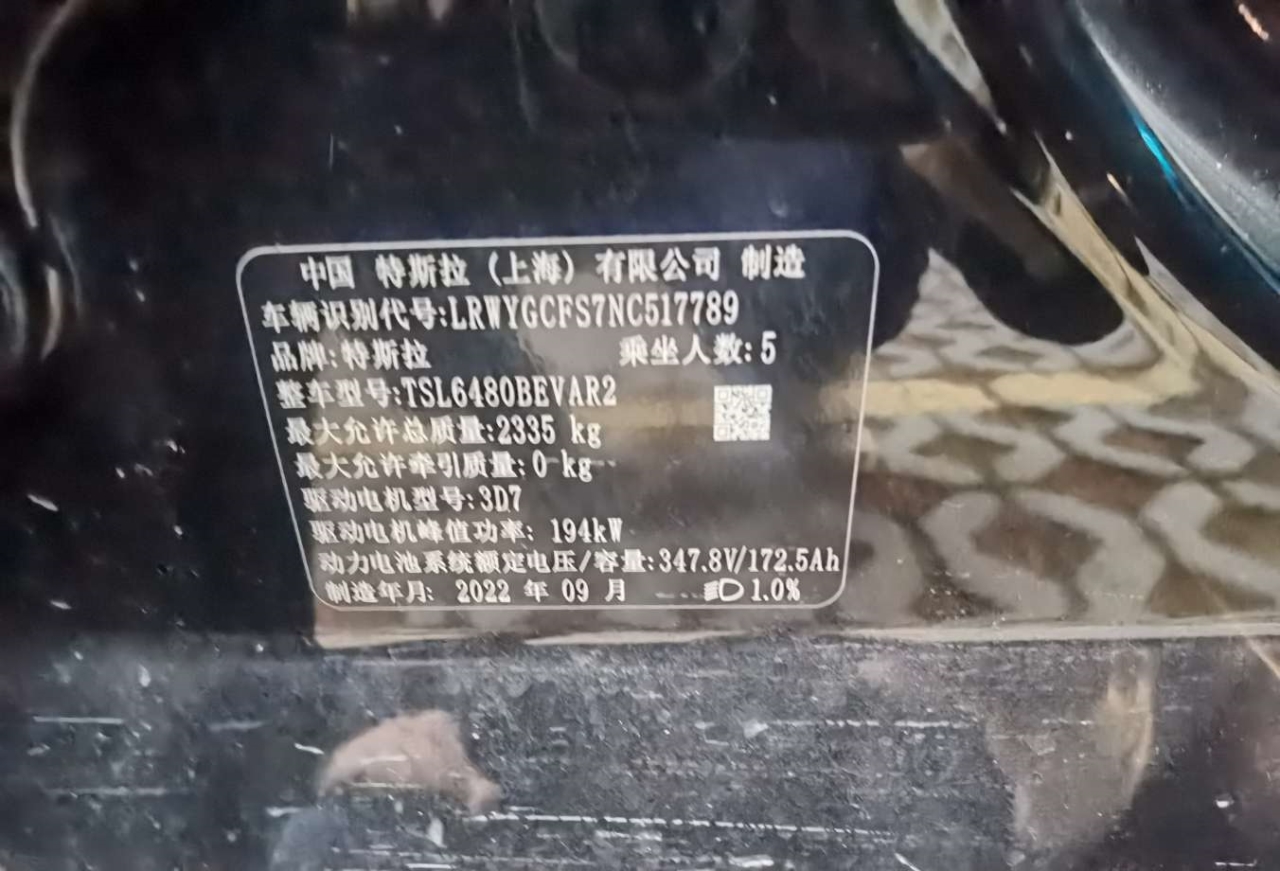 中国 特斯拉 (上海) 有限公司 制造
车辆识别代号:LRWYGCFS7NC517789
品牌:特斯拉 乘坐人数:5
整车型号:TSL6480BEVAR2
最大允许总质量:2335 kg
最大允许牵引质量:0 kg
驱动电机型号:3D7
驱动电机峰值功率: 194kW
动力电池系统额定电压/容量:347.8V/172.5Ah
制造年月: 2022 年 09 月 1.0%